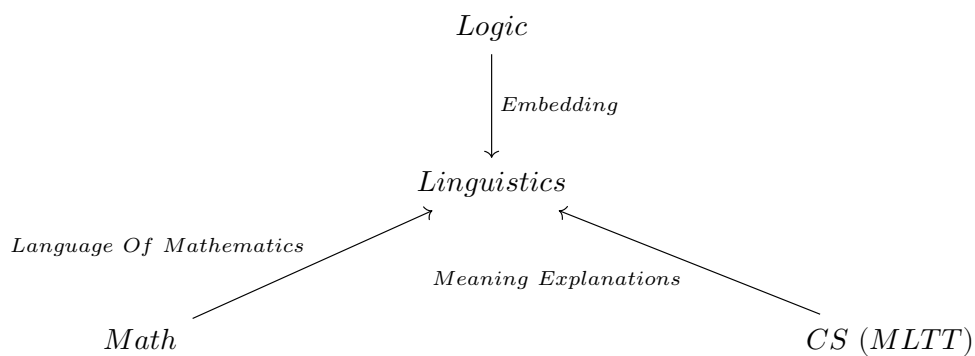 Logic
Embedding
Linguistics
Language Of Mathematics
Meaning Explanations
Math
CS (MLTT)